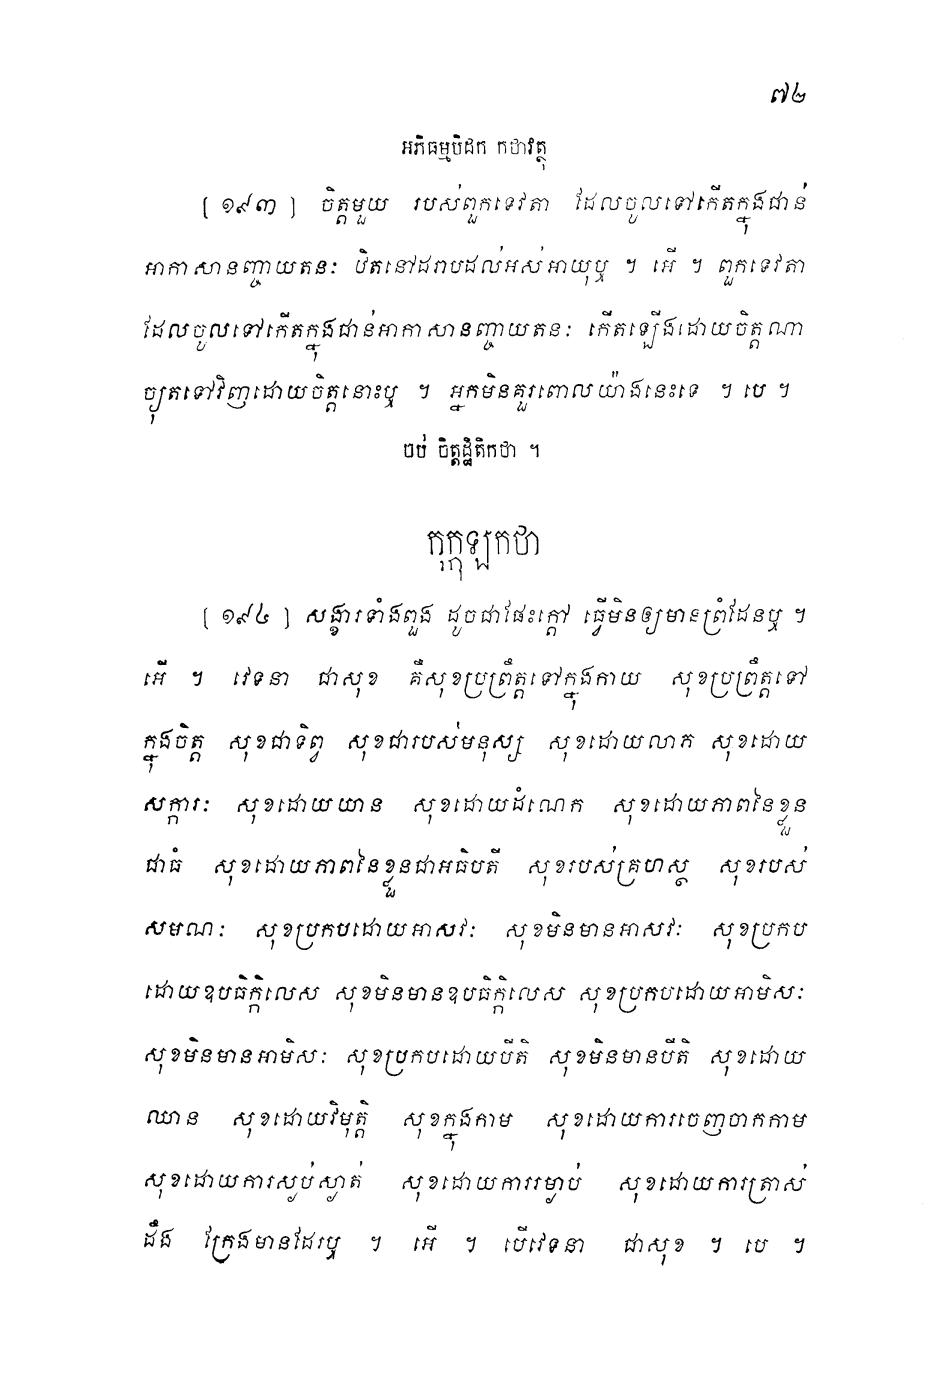 ៧២
អភិធម្មបិដក កថាវត្ថុ
[ ១៩៣ ] ចិត្តមួយ របស់ពួកទេវតា ដែលចូលទៅកើតក្នុងជាន់
អាកាសានញ្ចាយតនៈ ឋិតនៅដរាបដល់អស់អាយុឬ ។ អើ ។ ពួកទេវតា
ដែលចូលទៅកើតក្នុងជាន់អាកាសានញ្ចាយតនៈ កើតឡើងដោយចិត្តណា
ច្យុតទៅវិញដោយចិត្តនោះឬ ។ អ្នកមិនគួរពោលយ៉ាងនេះទេ ។ បេ ។
ចប់ ចិត្តដ្ឋិតិកថា ។
កុក្កុឡកថា
[ ១៩៤ ] សង្ខារទាំងពួង ដូចជាផែះក្តៅ ធ្វើមិនឲ្យមានព្រំដែនឬ ។
អើ ។ វេទនា ជាសុខ គឺសុខប្រព្រឹត្តទៅក្នុងកាយ សុខប្រព្រឹត្តទៅ
ក្នុងចិត្ត សុខជាទិព្វ សុខជារបស់មនុស្ស សុខដោយលាភ សុខដោយ
សក្ការៈ សុខដោយយាន សុខដោយដំណេក សុខដោយភាពនៃខ្លួន
ជាធំ សុខដោយភាពនៃខ្លួនជាអធិបតី សុខរបស់គ្រហស្ថ សុខរបស់
សមណៈ សុខប្រកបដោយអាសវៈ សុខមិនមានអាសវៈ សុខប្រកប
ដោយឧបធិក្កិលេស សុខមិនមានឧបធិក្កិលេស សុខប្រកបដោយអាមិសៈ
សុខមិនមានអាមិសៈ សុខប្រកបដោយបីតិ សុខមិនមានបីតិ សុខដោយ
ឈាន សុខដោយវិមុត្តិ សុខក្នុងកាម សុខដោយការចេញចាកកាម
សុខដោយការស្ងប់ស្ងាត់ សុខដោយការរម្ងាប់ សុខដោយការត្រាស់
ដឹង ក្រែងមានដែរឬ ។ អើ ។ បើវេទនា ជាសុខ ។ បេ ។